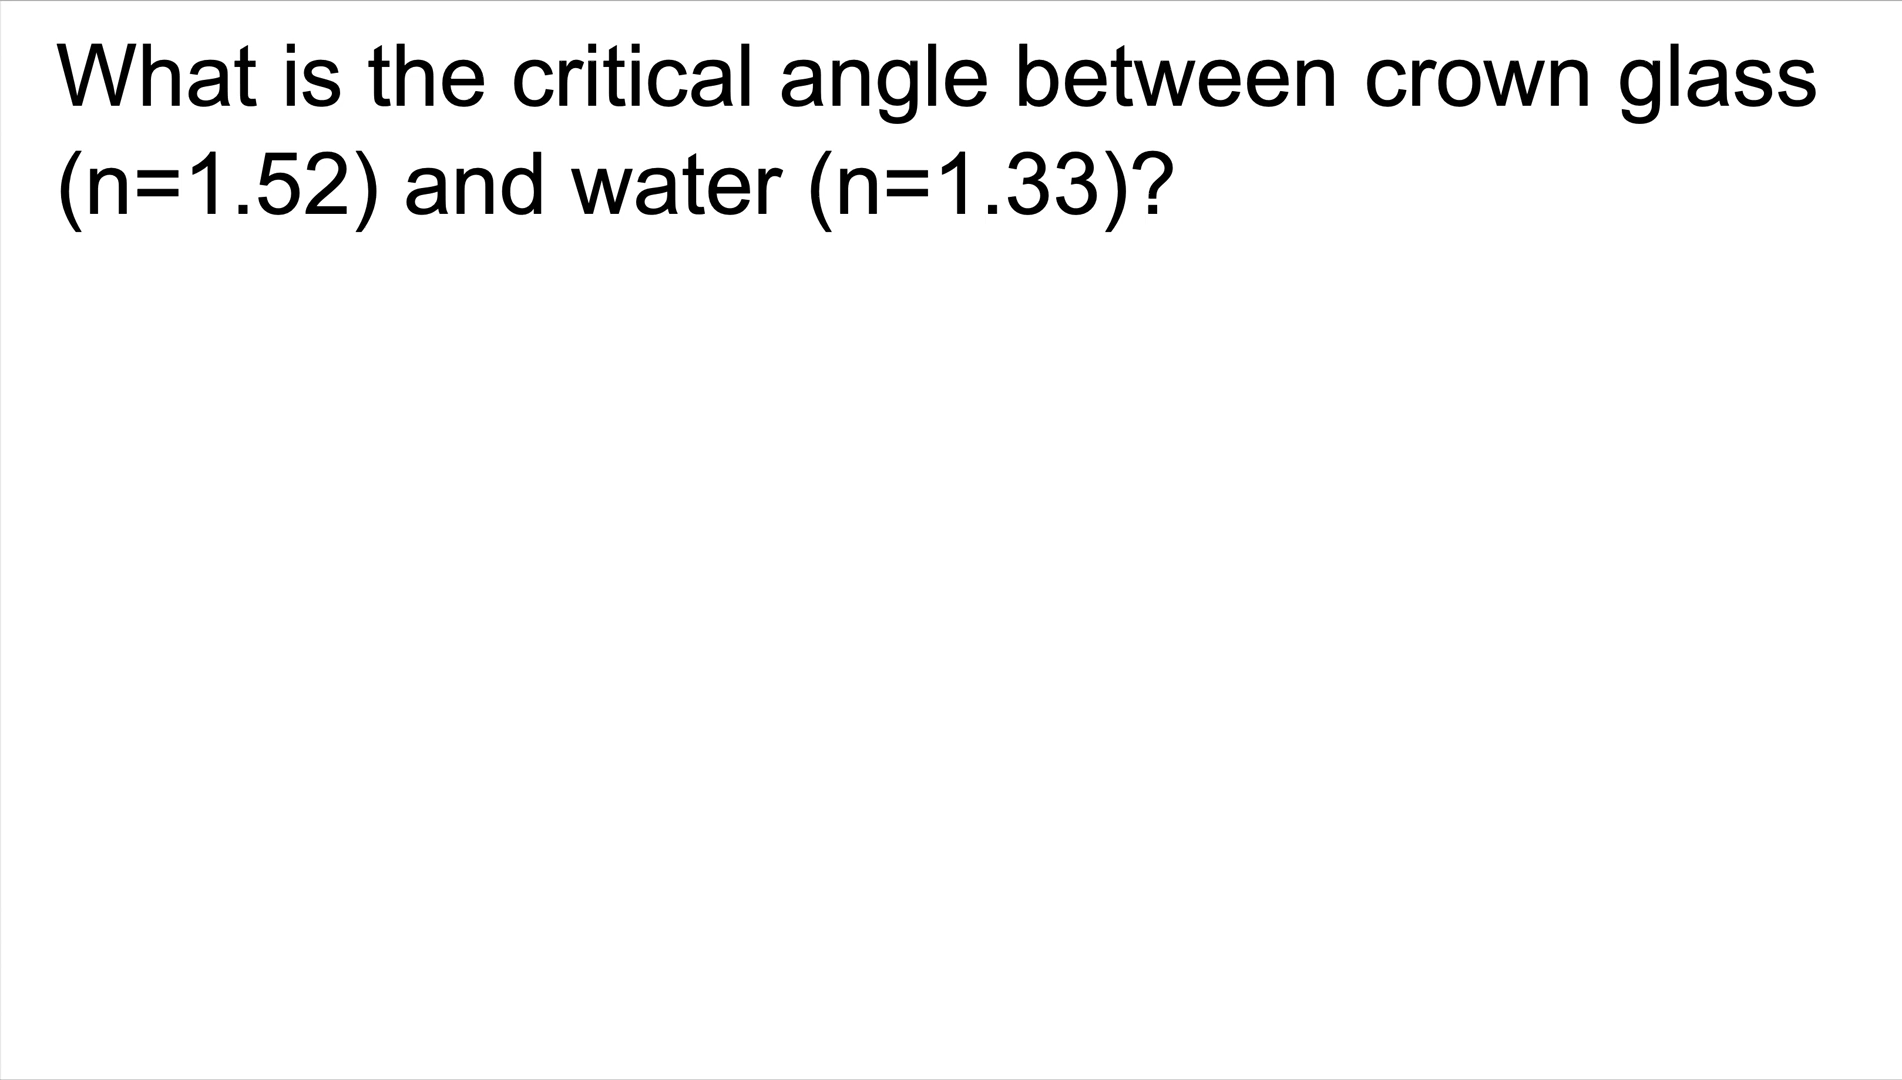 What is the critical angle between crown glass
(n=1.52) and water (n=1.33)?